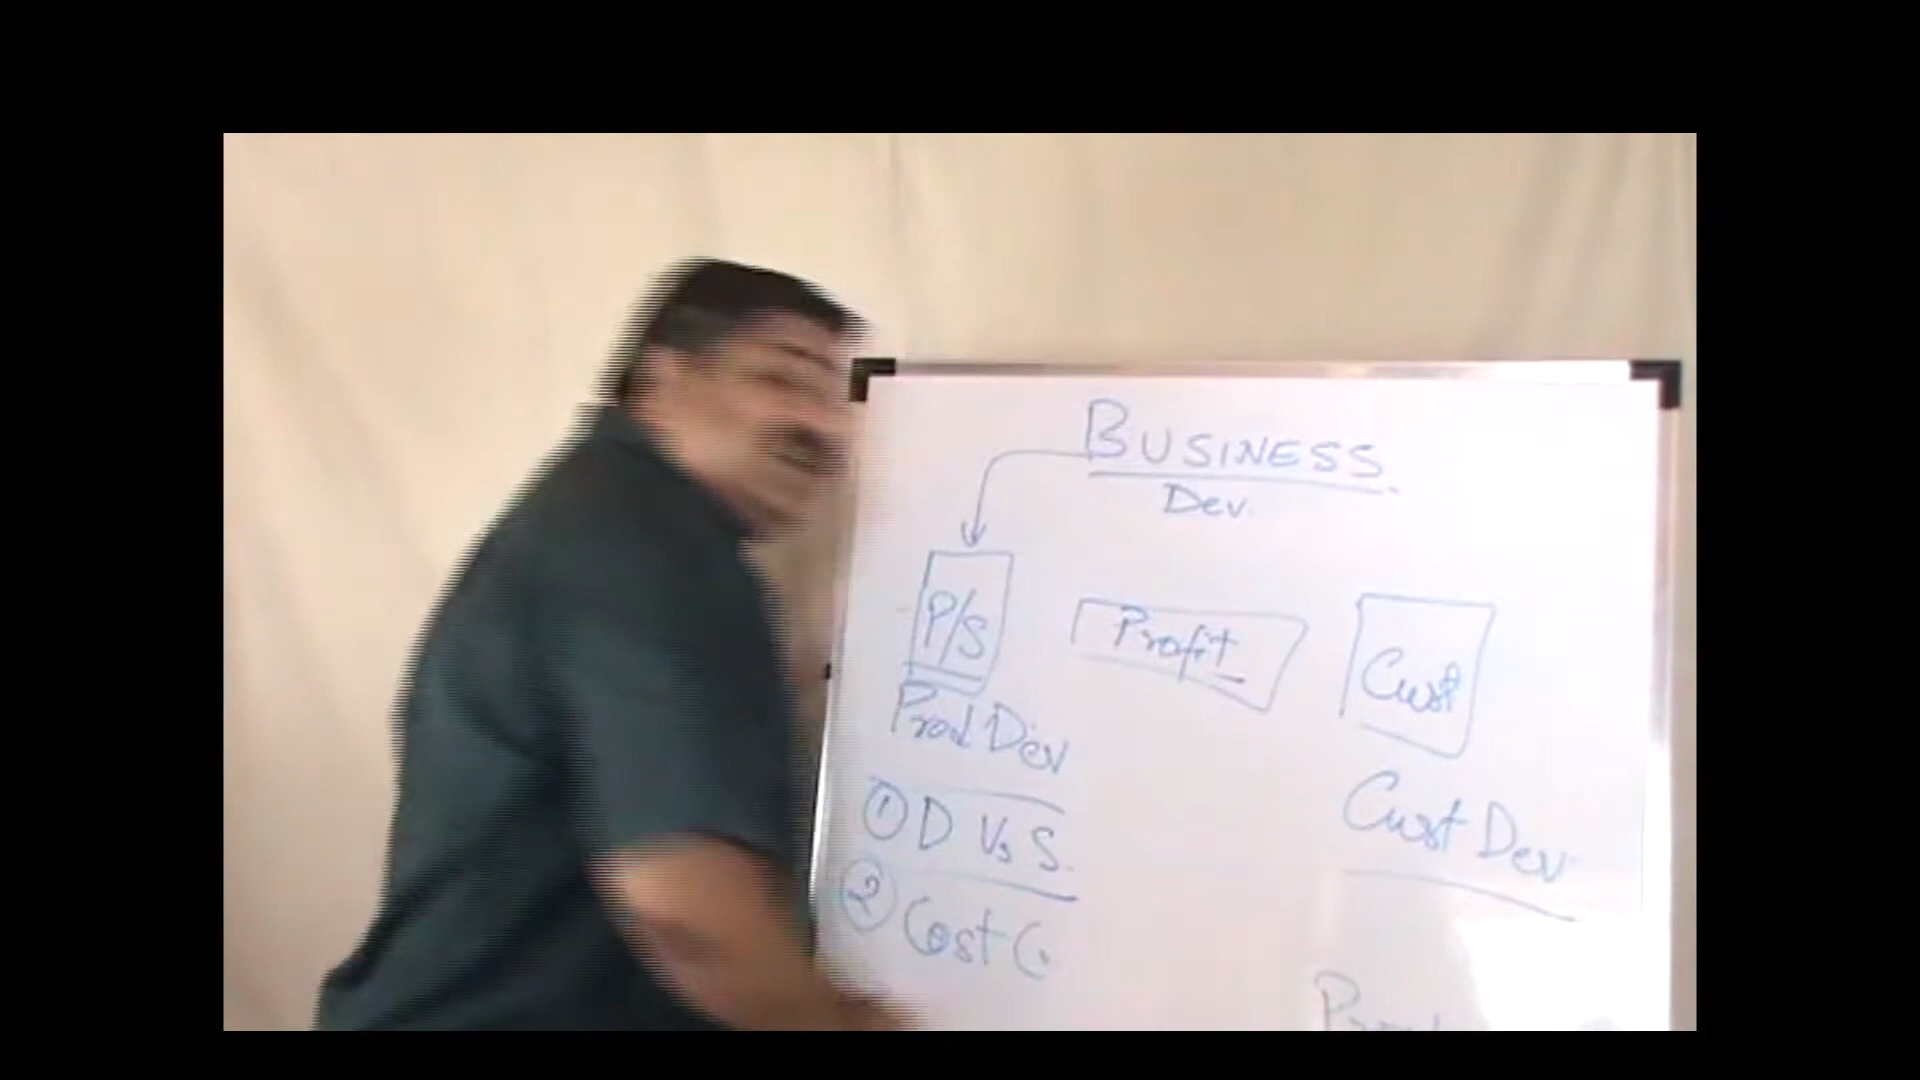 BUSINESS
Dev
P/S
Profit
Cust
Prod Dev
Cust Dev
① D Vs S.
② Cost C.